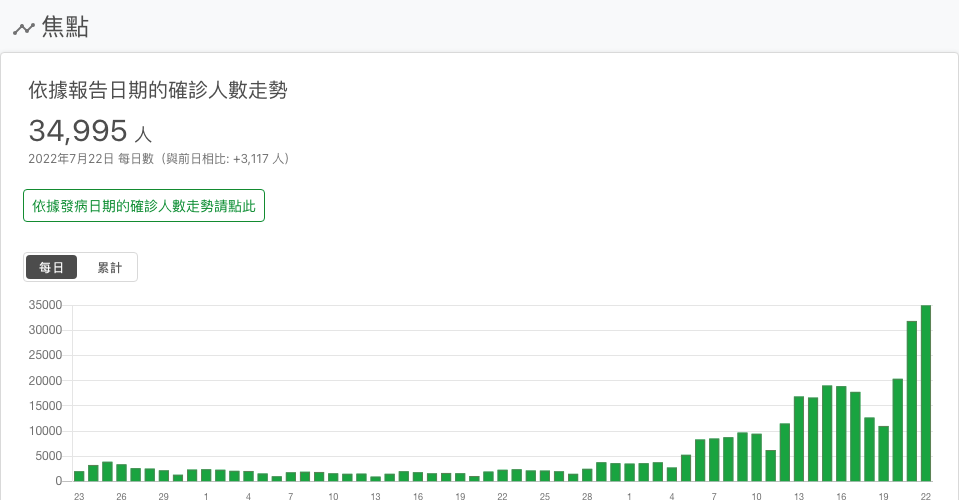 焦點
依據報告日期的確診人數走勢
34,995 人
2022年7月22日 每日數（與前日相比: +3,117 人）
依據發病日期的確診人數走勢請點此
每日 累計
35000
30000
25000
20000
15000
10000
5000
0
23 26 29 1 4 7 10 13 16 19 22 25 28 1 4 7 10 13 16 19 22